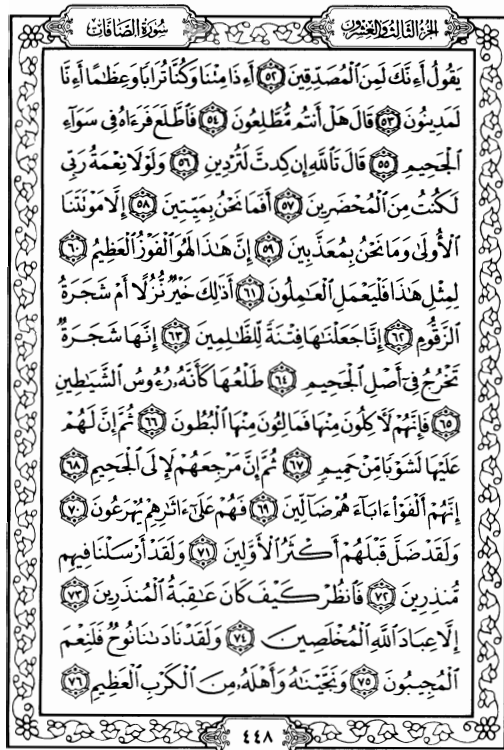 الجزء الثالث والعشرون
سورة الصافات
يَقُولُ أَءِنَّكَ لَمِنَ ٱلْمُصَدِّقِينَ ٥٢ أَءِذَا مِتْنَا وَكُنَّا تُرَابًا وَعِظَٰمًا أَءِنَّا
لَمَدِينُونَ ٥٣ قَالَ هَلْ أَنتُم مُّطَّلِعُونَ ٥٤ فَٱطَّلَعَ فَرَءَاهُ فِى سَوَآءِ
ٱلْجَحِيمِ ٥٥ قَالَ تَٱللَّهِ إِن كِدتَّ لَتُرْدِينِ ٥٦ وَلَوْلَا نِعْمَةُ رَبِّى
لَكُنتُ مِنَ ٱلْمُحْضَرِينَ ٥٧ أَفَمَا نَحْنُ بِمَيِّتِينَ ٥٨ إِلَّا مَوْتَتَنَا
ٱلْأُولَىٰ وَمَا نَحْنُ بِمُعَذَّبِينَ ٥٩ إِنَّ هَٰذَا لَهُوَ ٱلْفَوْزُ ٱلْعَظِيمُ ٦٠
لِمِثْلِ هَٰذَا فَلْيَعْمَلِ ٱلْعَٰمِلُونَ ٦١ أَذَٰلِكَ خَيْرٌ نُّزُلًا أَمْ شَجَرَةُ
ٱلزَّقُّومِ ٦٢ إِنَّا جَعَلْنَٰهَا فِتْنَةً لِّلظَّٰلِمِينَ ٦٣ إِنَّهَا شَجَرَةٌ
تَخْرُجُ فِىٓ أَصْلِ ٱلْجَحِيمِ ٦٤ طَلْعُهَا كَأَنَّهُۥ رُءُوسُ ٱلشَّيَٰطِينِ
٦٥ فَإِنَّهُمْ لَءَاكِلُونَ مِنْهَا فَمَالِـُٔونَ مِنْهَا ٱلْبُطُونَ ٦٦ ثُمَّ إِنَّ لَهُمْ
عَلَيْهَا لَشَوْبًا مِّنْ حَمِيمٍ ٦٧ ثُمَّ إِنَّ مَرْجِعَهُمْ لَإِلَى ٱلْجَحِيمِ ٦٨
إِنَّهُمْ أَلْفَوْا۟ ءَابَآءَهُمْ ضَآلِّينَ ٦٩ فَهُمْ عَلَىٰٓ ءَاثَٰرِهِمْ يُهْرَعُونَ ٧٠
وَلَقَدْ ضَلَّ قَبْلَهُمْ أَكْثَرُ ٱلْأَوَّلِينَ ٧١ وَلَقَدْ أَرْسَلْنَا فِيهِم
مُّنذِرِينَ ٧٢ فَٱنظُرْ كَيْفَ كَانَ عَٰقِبَةُ ٱلْمُنذَرِينَ ٧٣
إِلَّا عِبَادَ ٱللَّهِ ٱلْمُخْلَصِينَ ٧٤ وَلَقَدْ نَادَىٰنَا نُوحٌ فَلَنِعْمَ
ٱلْمُجِيبُونَ ٧٥ وَنَجَّيْنَٰهُ وَأَهْلَهُۥ مِنَ ٱلْكَرْبِ ٱلْعَظِيمِ ٧٦
٤٤٨